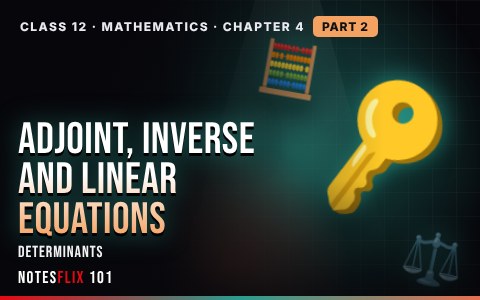 CLASS 12 · MATHEMATICS · CHAPTER 4 PART 2
ADJOINT, INVERSE
AND LINEAR
EQUATIONS
DETERMINANTS
NOTESFLIX 101